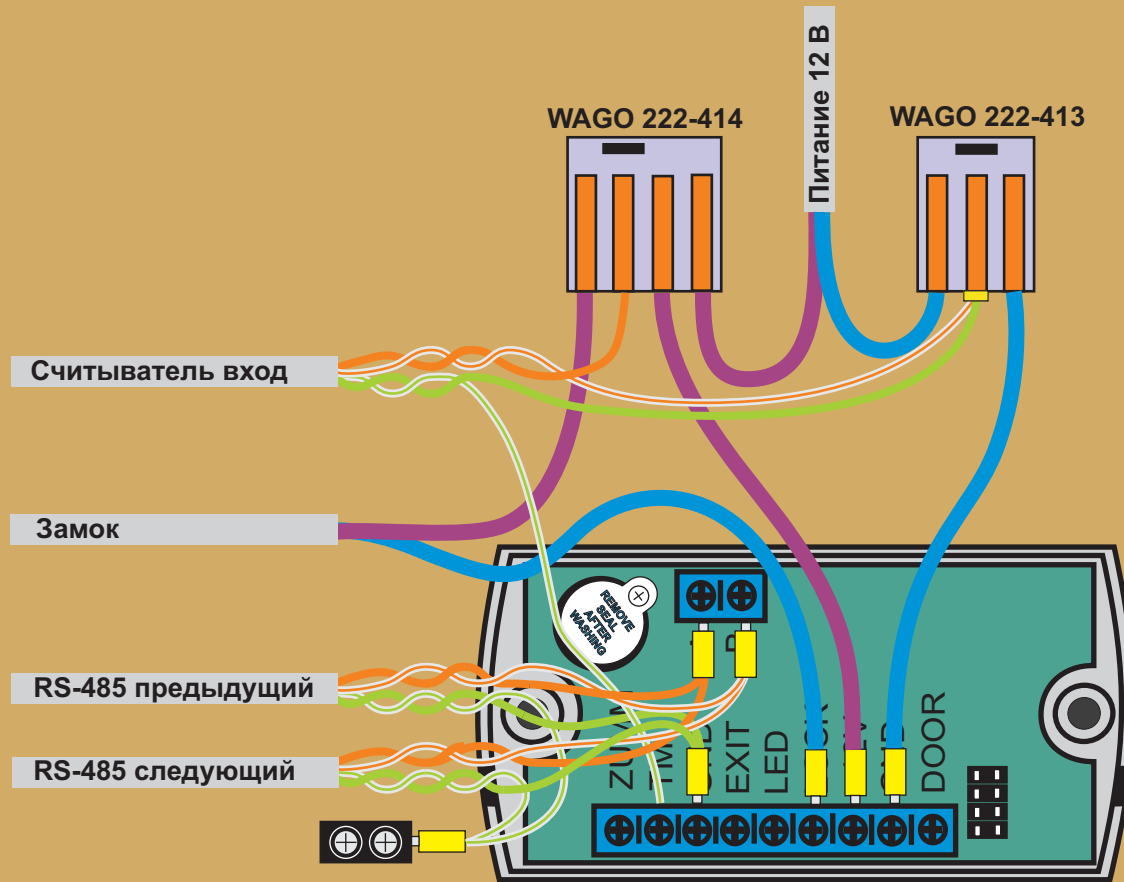 Питание 12 В
WAGO 222-414
WAGO 222-413
Считыватель вход
Замок
REMOVE
SEAL
AFTER
WASHING
RS-485 предыдущий
RS-485 следующий
EXIT
LED
DOOR